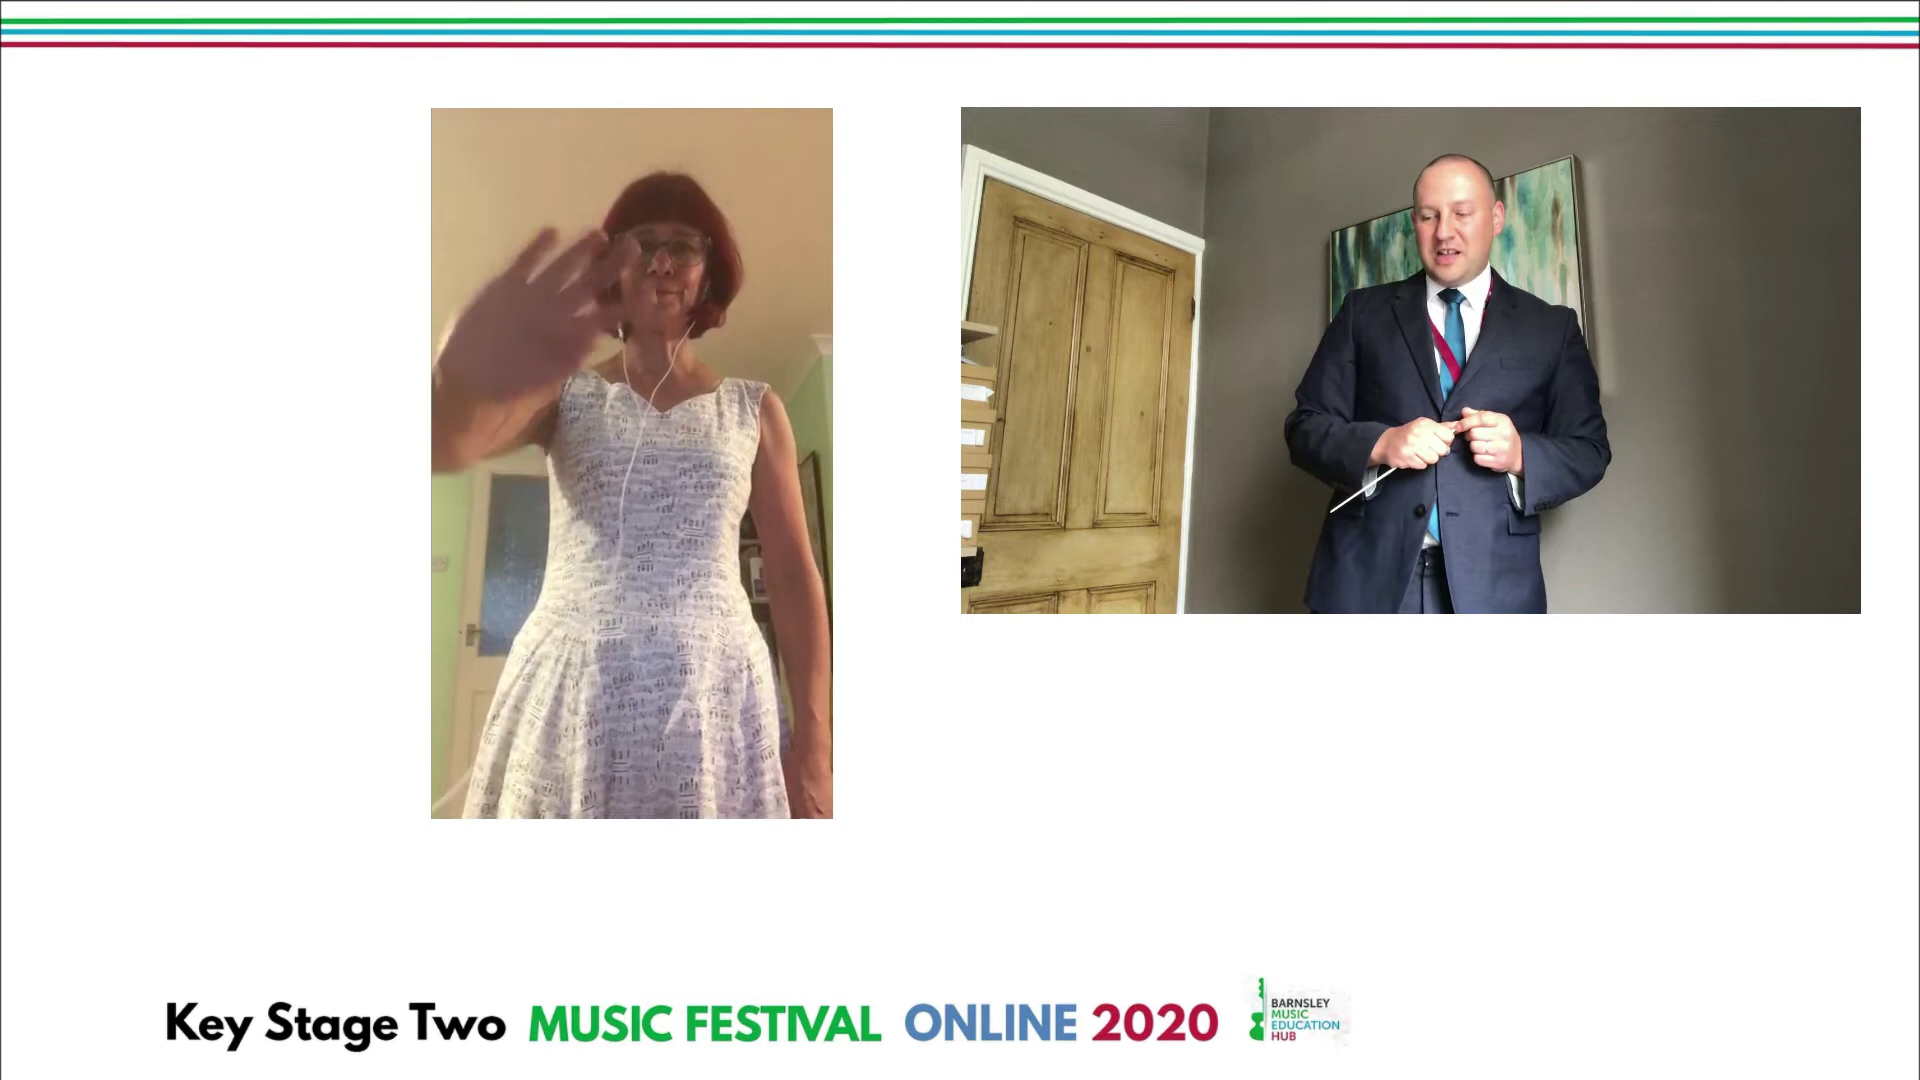 Key Stage Two MUSIC FESTIVAL ONLINE 2020
BARNSLEY
MUSIC
EDUCATION
HUB